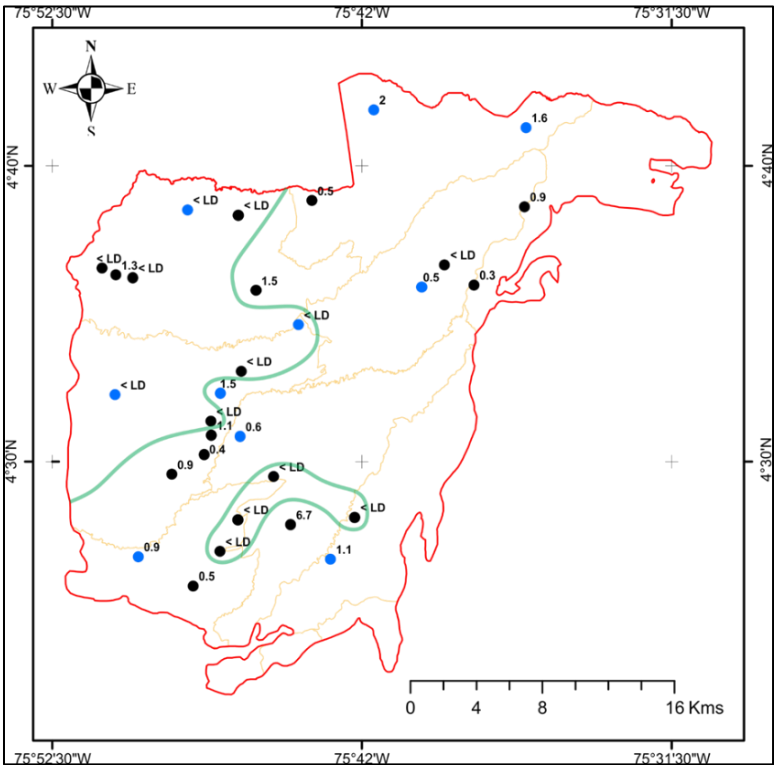 75°52'30"W 75°42'W 75°31'30"W
N
W E
S
2
1.6
4°40'N 4°40'N
0.5
< LD
< LD
0.9
< LD 1.3 < LD
< LD
0.5
0.3
1.5
< LD
< LD
< LD
1.5
< LD
1.1
0.6
0.4
4°30'N 4°30'N
0.9
< LD
< LD
6.7
< LD
< LD
0.9
1.1
0.5
0 4 8 16 Kms
75°52'30"W 75°42'W 75°31'30"W